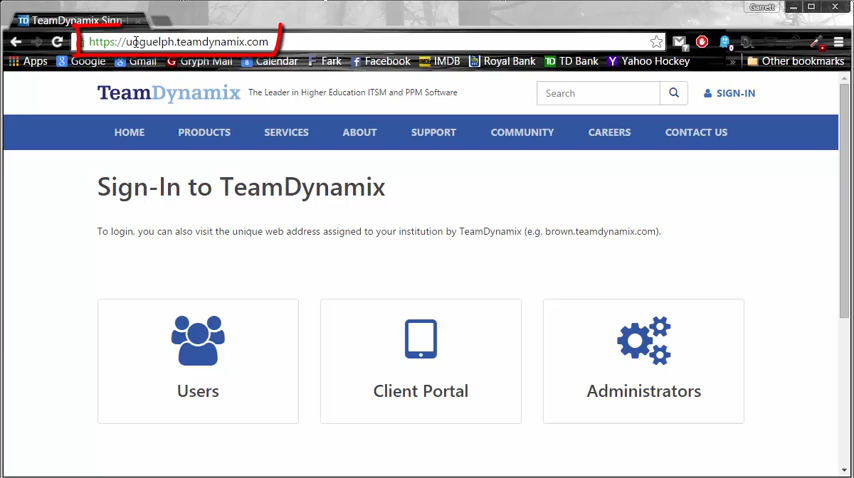 Garrett
TD TeamDynamix Sign
https://uoguelph.teamdynamix.com
Apps Google Gmail Gryph Mail Calendar Fark Facebook IMDB Royal Bank TD Bank Yahoo Hockey » Other bookmarks
TeamDynamix The Leader in Higher Education ITSM and PPM Software Search SIGN-IN
HOME PRODUCTS SERVICES ABOUT SUPPORT COMMUNITY CAREERS CONTACT US
Sign-In to TeamDynamix
To login, you can also visit the unique web address assigned to your institution by TeamDynamix (e.g. brown.teamdynamix.com).
Users Client Portal Administrators